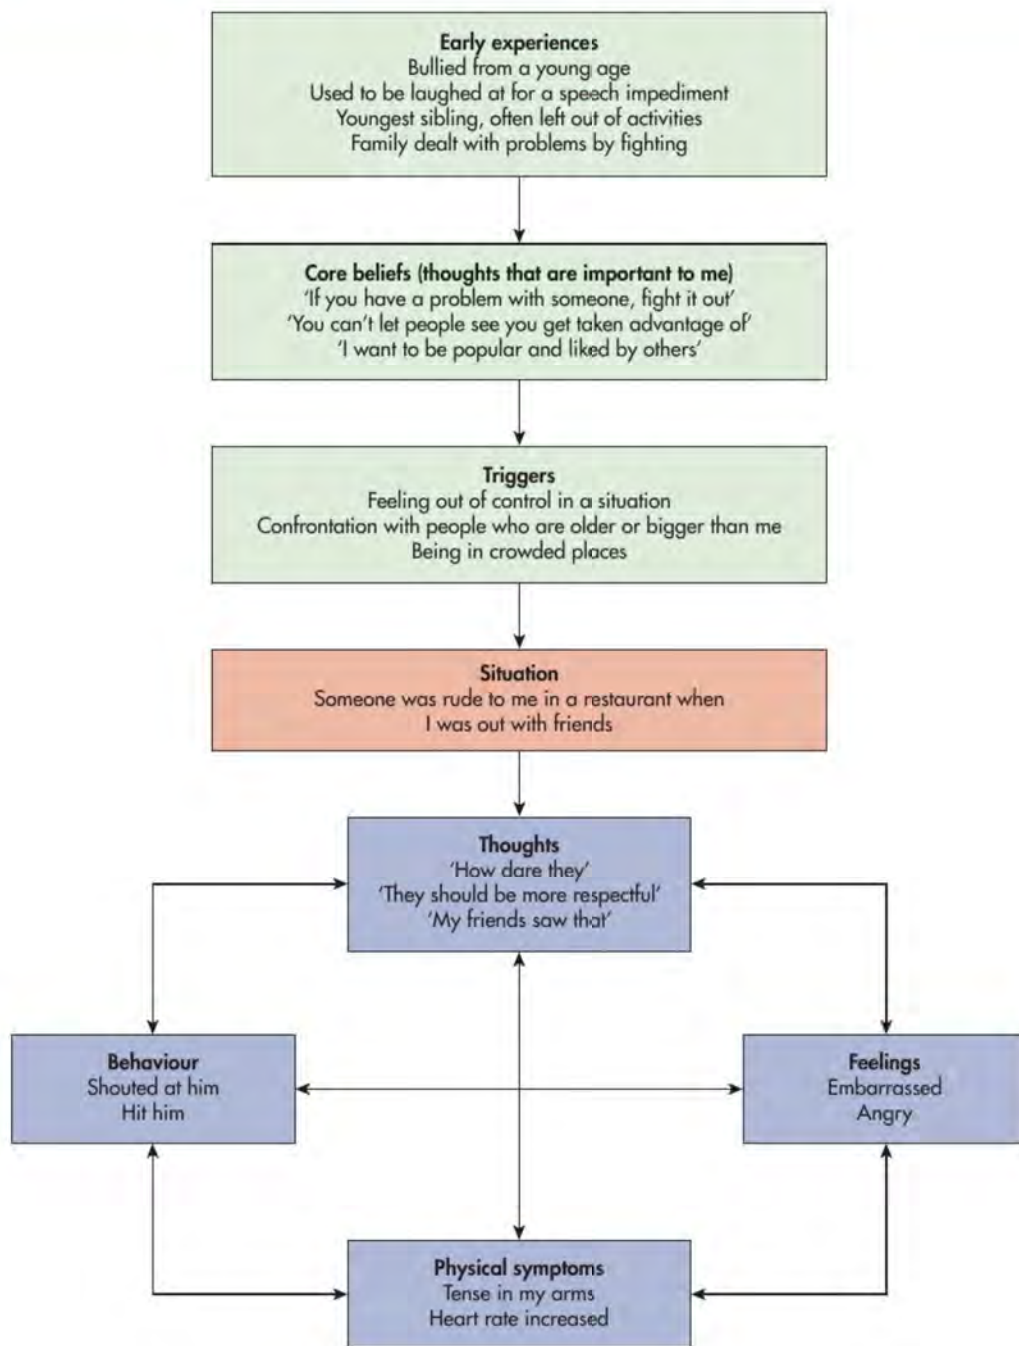 Early experiences
Bullied from a young age
Used to be laughed at for a speech impediment
Youngest sibling, often left out of activities
Family dealt with problems by fighting
Core beliefs (thoughts that are important to me)
‘If you have a problem with someone, fight it out’
‘You can’t let people see you get taken advantage of’
‘I want to be popular and liked by others’
Triggers
Feeling out of control in a situation
Confrontation with people who are older or bigger than me
Being in crowded places
Situation
Someone was rude to me in a restaurant when
I was out with friends
Thoughts
‘How dare they’
‘They should be more respectful’
‘My friends saw that’
Behaviour
Shouted at him
Hit him
Feelings
Embarrassed
Angry
Physical symptoms
Tense in my arms
Heart rate increased